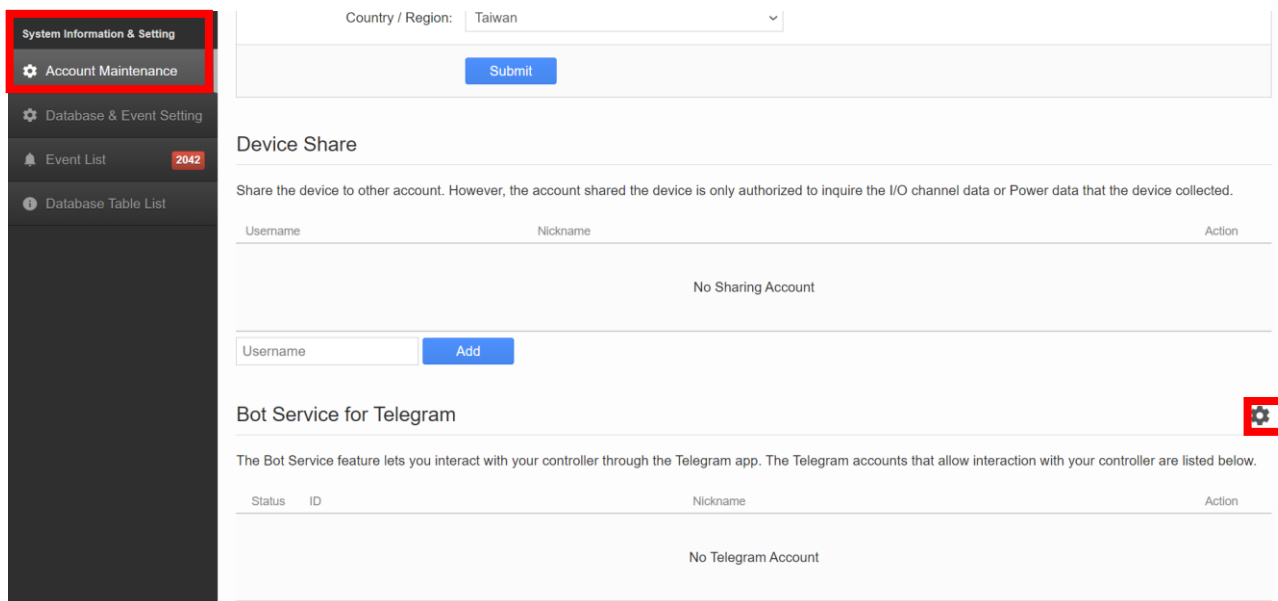 System Information & Setting
Account Maintenance
Database & Event Setting
Event List 2042
Database Table List
Country / Region: Taiwan
Submit
Device Share
Share the device to other account. However, the account shared the device is only authorized to inquire the I/O channel data or Power data that the device collected.
Username Nickname Action
No Sharing Account
Username Add
Bot Service for Telegram
The Bot Service feature lets you interact with your controller through the Telegram app. The Telegram accounts that allow interaction with your controller are listed below.
Status ID Nickname Action
No Telegram Account